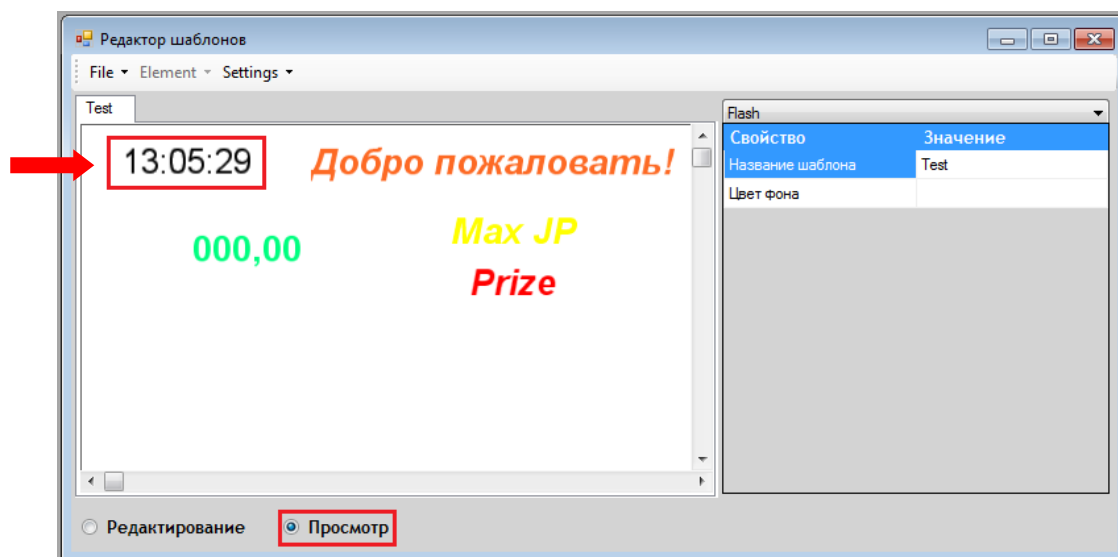 Редактор шаблонов
File Element Settings
Test
13:05:29
Добро пожаловать!
000,00
Max JP
Prize
Flash
Свойство Значение
Название шаблона Test
Цвет фона
Редактирование Просмотр